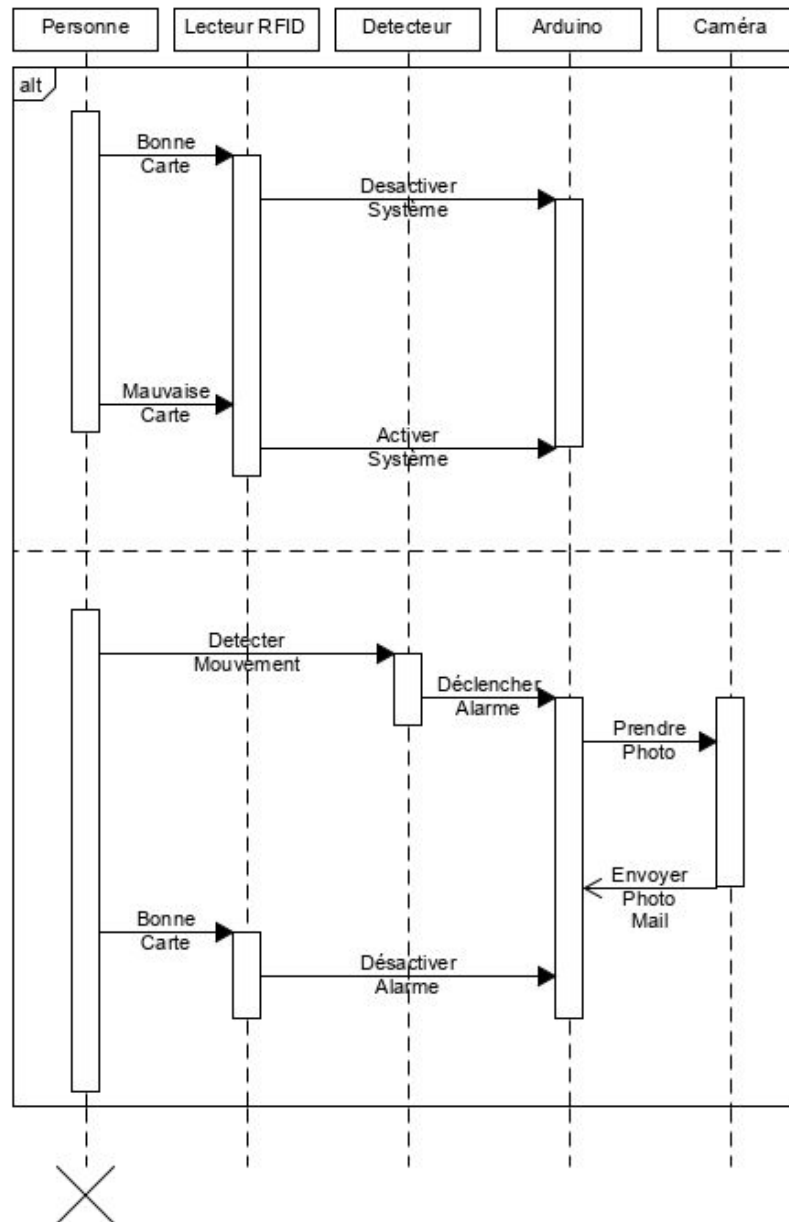 Personne
Lecteur RFID
Detecteur
Arduino
Caméra
alt
Bonne
Carte
Desactiver
Système
Mauvaise
Carte
Activer
Système
Detecter
Mouvement
Déclencher
Alarme
Prendre
Photo
Envoyer
Photo
Mail
Bonne
Carte
Désactiver
Alarme